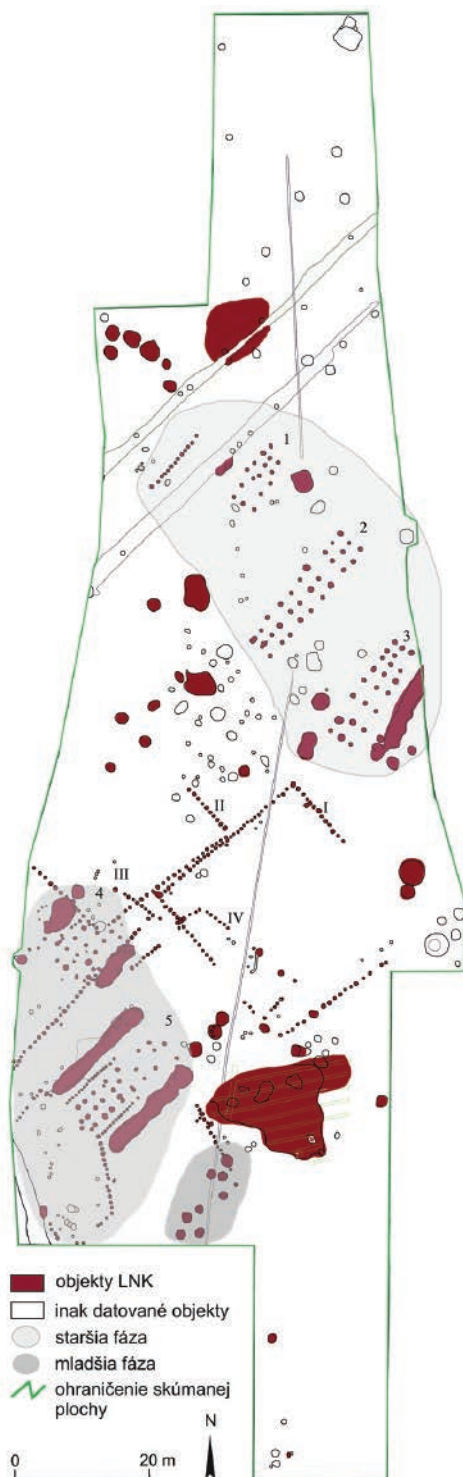 1
2
3
II
I
III
4
IV
5
objekty LNK
inak datované objekty
staršia fáza
mladšia fáza
ohraničenie skúmanej
plochy
N
0 20 m